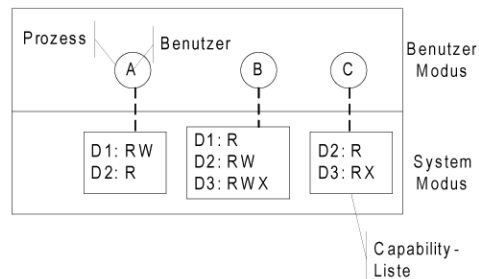 Prozess
Benutzer
A
B
C
Benutzer
Modus
D1: RW
D2: R
D1: R
D2: RW
D3: RWX
D2: R
D3: RX
System
Modus
Capability-
Liste